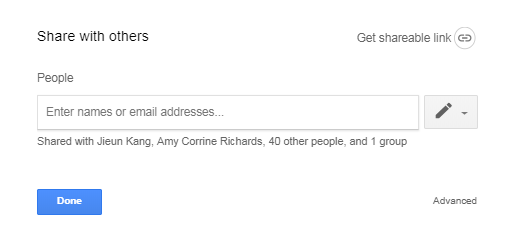 Share with others
Get shareable link
People
Enter names or email addresses...
Shared with Jieun Kang, Amy Corrine Richards, 40 other people, and 1 group
Done
Advanced